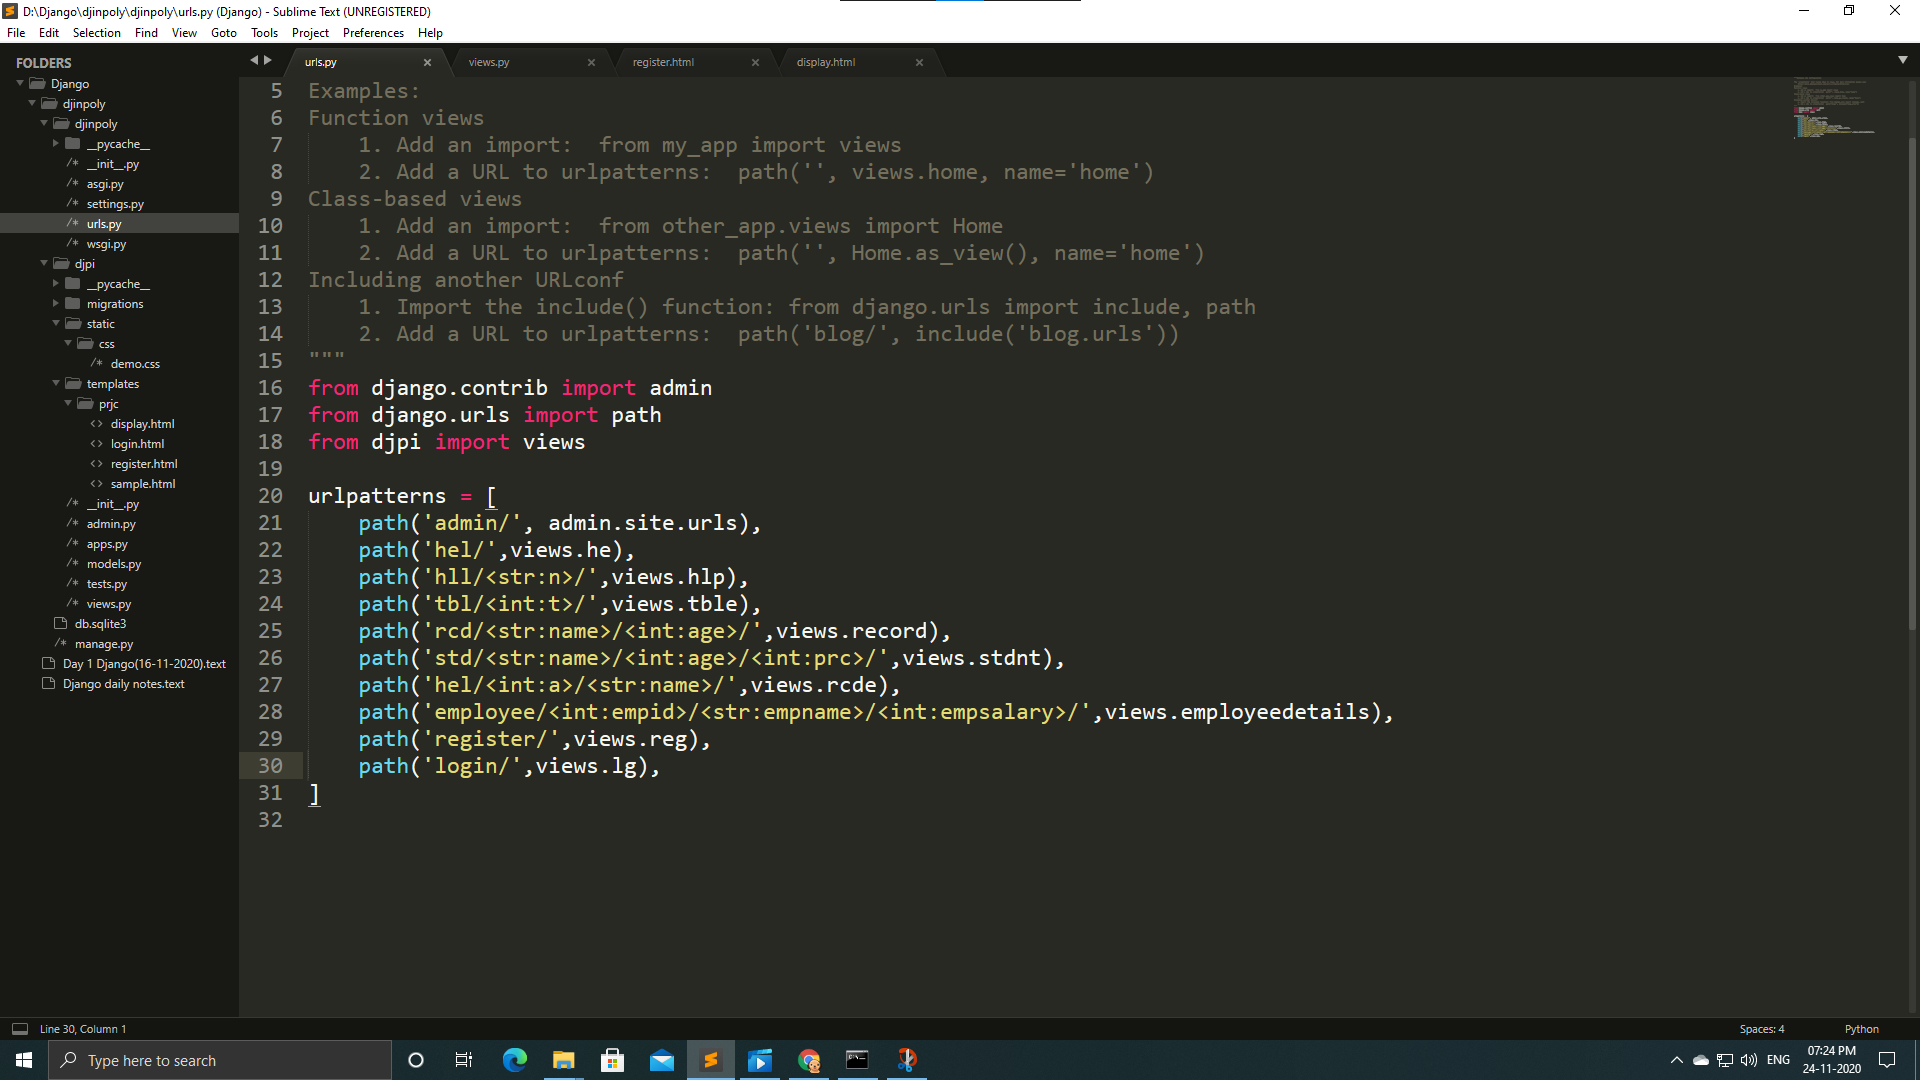 D:\Django\djinpoly\djinpoly\urls.py (Django) - Sublime Text (UNREGISTERED)
File Edit Selection Find View Goto Tools Project Preferences Help
FOLDERS
Django
djinpoly
djinpoly
__pycache__
__init__.py
asgi.py
settings.py
urls.py
wsgi.py
djpi
__pycache__
migrations
static
css
demo.css
templates
prjc
display.html
login.html
register.html
sample.html
__init__.py
admin.py
apps.py
models.py
tests.py
views.py
db.sqlite3
manage.py
Day 1 Django(16-11-2020).text
Django daily notes.text
urls.py views.py register.html display.html
5 Examples:
6 Function views
7     1. Add an import:  from my_app import views
8     2. Add a URL to urlpatterns:  path('', views.home, name='home')
9 Class-based views
10     1. Add an import:  from other_app.views import Home
11     2. Add a URL to urlpatterns:  path('', Home.as_view(), name='home')
12 Including another URLconf
13     1. Import the include() function: from django.urls import include, path
14     2. Add a URL to urlpatterns:  path('blog/', include('blog.urls'))
15 """
16 from django.contrib import admin
17 from django.urls import path
18 from djpi import views
19
20 urlpatterns = [
21     path('admin/', admin.site.urls),
22     path('hel/',views.he),
23     path('hll/<str:n>/',views.hlp),
24     path('tbl/<int:t>/',views.tble),
25     path('rcd/<str:name>/<int:age>/',views.record),
26     path('std/<str:name>/<int:age>/<int:prc>/',views.stdnt),
27     path('hel/<int:a>/<str:name>/',views.rcde),
28     path('employee/<int:empid>/<str:empname>/<int:empsalary>/',views.employeedetails),
29     path('register/',views.reg),
30     path('login/',views.lg),
31 ]
32
Line 30, Column 1 Spaces: 4 Python
Type here to search
ENG
07:24 PM
24-11-2020